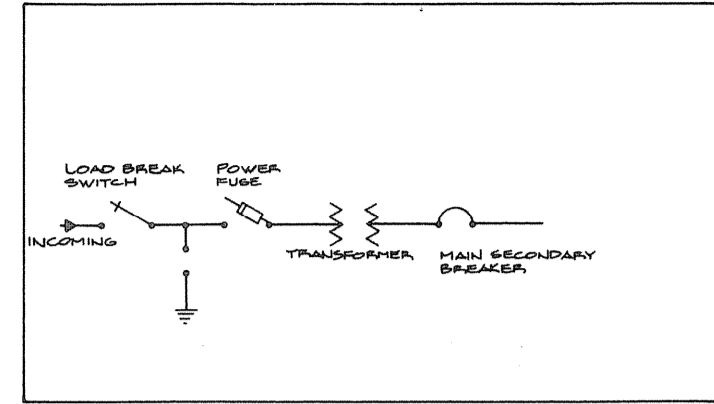 LOAD BREAK
SWITCH
POWER
FUSE
INCOMING
TRANSFORMER
MAIN SECONDARY
BREAKER